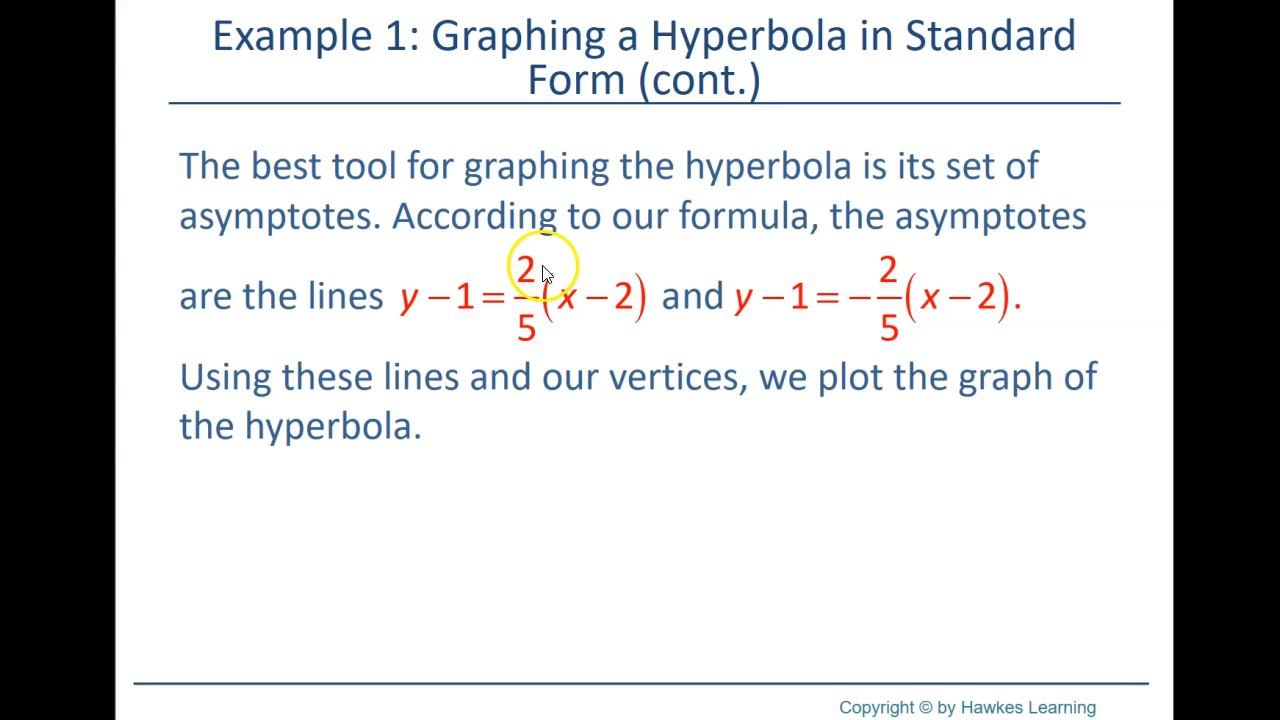 Example 1: Graphing a Hyperbola in Standard
Form (cont.)
The best tool for graphing the hyperbola is its set of
asymptotes. According to our formula, the asymptotes
are the lines y − 1 = 2/5 (x − 2) and y − 1 = − 2/5 (x − 2).
Using these lines and our vertices, we plot the graph of
the hyperbola.
Copyright © by Hawkes Learning